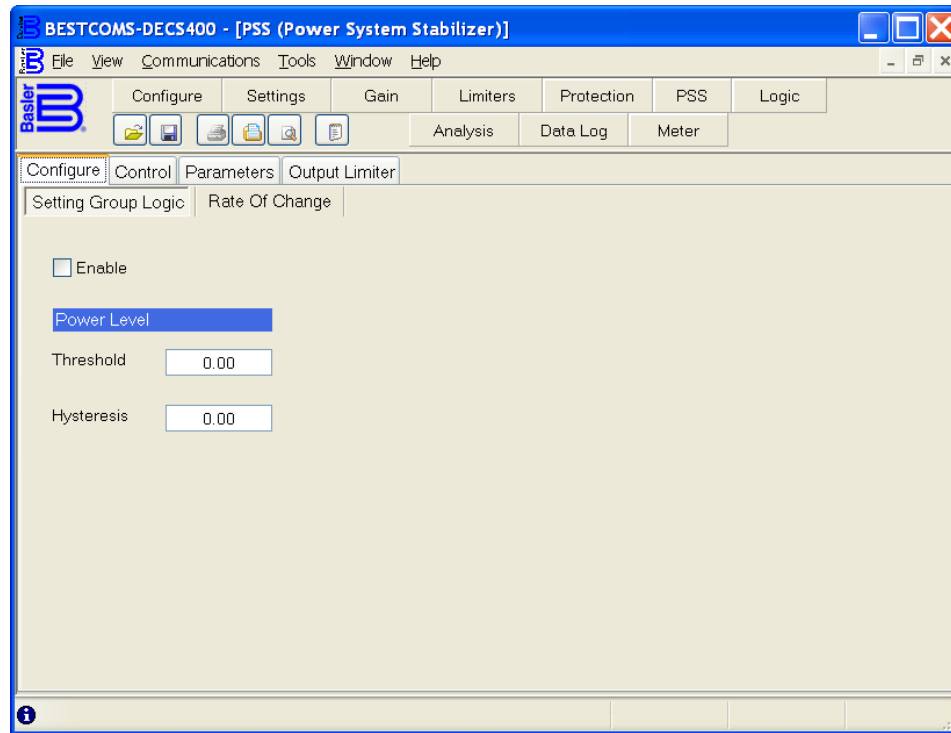 BESTCOMS-DECS400 - [PSS (Power System Stabilizer)]
File View Communications Tools Window Help
Basler
Configure Settings Gain Limiters Protection PSS Logic
Analysis Data Log Meter
Configure Control Parameters Output Limiter
Setting Group Logic Rate Of Change
Enable
Power Level
Threshold 0.00
Hysteresis 0.00